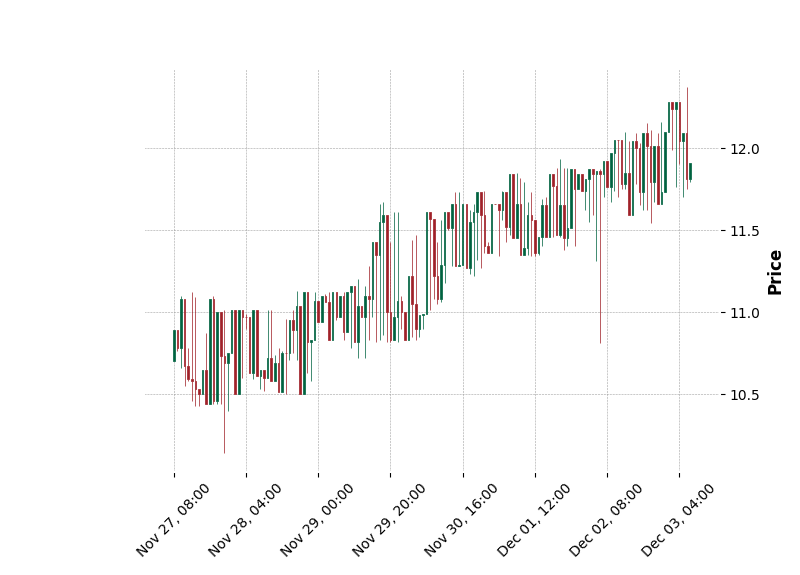 12.0
11.5
11.0
10.5
Price
Nov 27, 08:00
Nov 28, 04:00
Nov 29, 00:00
Nov 29, 20:00
Nov 30, 16:00
Dec 01, 12:00
Dec 02, 08:00
Dec 03, 04:00